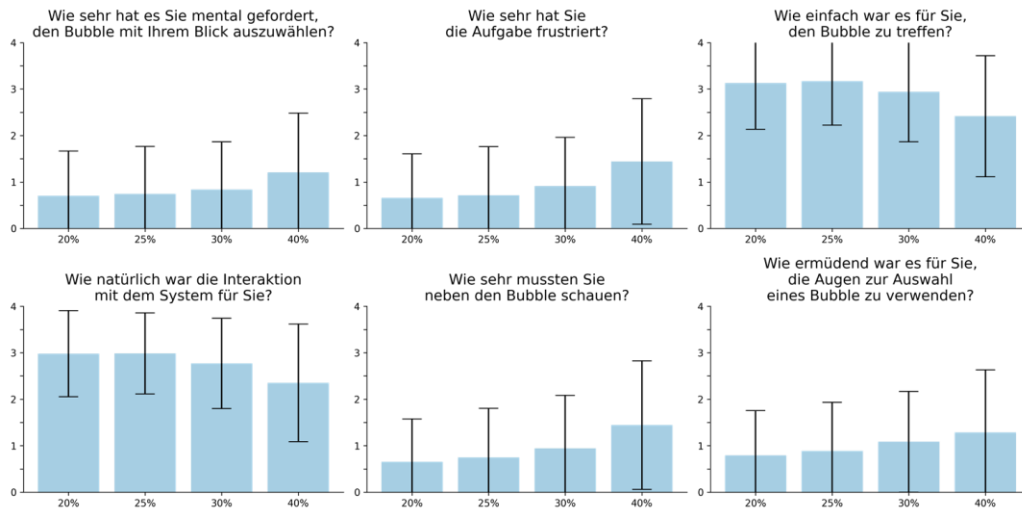 Wie sehr hat es Sie mental gefordert,
den Bubble mit Ihrem Blick auszuwählen?
4
3
2
1
0
20% 25% 30% 40%
Wie sehr hat Sie
die Aufgabe frustriert?
4
3
2
1
0
20% 25% 30% 40%
Wie einfach war es für Sie,
den Bubble zu treffen?
4
3
2
1
0
20% 25% 30% 40%
Wie natürlich war die Interaktion
mit dem System für Sie?
4
3
2
1
0
20% 25% 30% 40%
Wie sehr mussten Sie
neben den Bubble schauen?
4
3
2
1
0
20% 25% 30% 40%
Wie ermüdend war es für Sie,
die Augen zur Auswahl
eines Bubble zu verwenden?
4
3
2
1
0
20% 25% 30% 40%